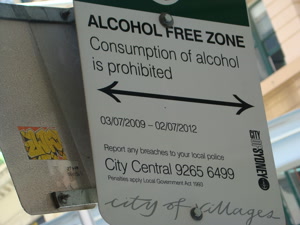 ALCOHOL FREE ZONE
Consumption of alcohol
is prohibited
03/07/2009 – 02/07/2012
Report any breaches to your local police
City Central 9265 6499
Penalties apply Local Government Act 1993
CITY OF SYDNEY
city of villages